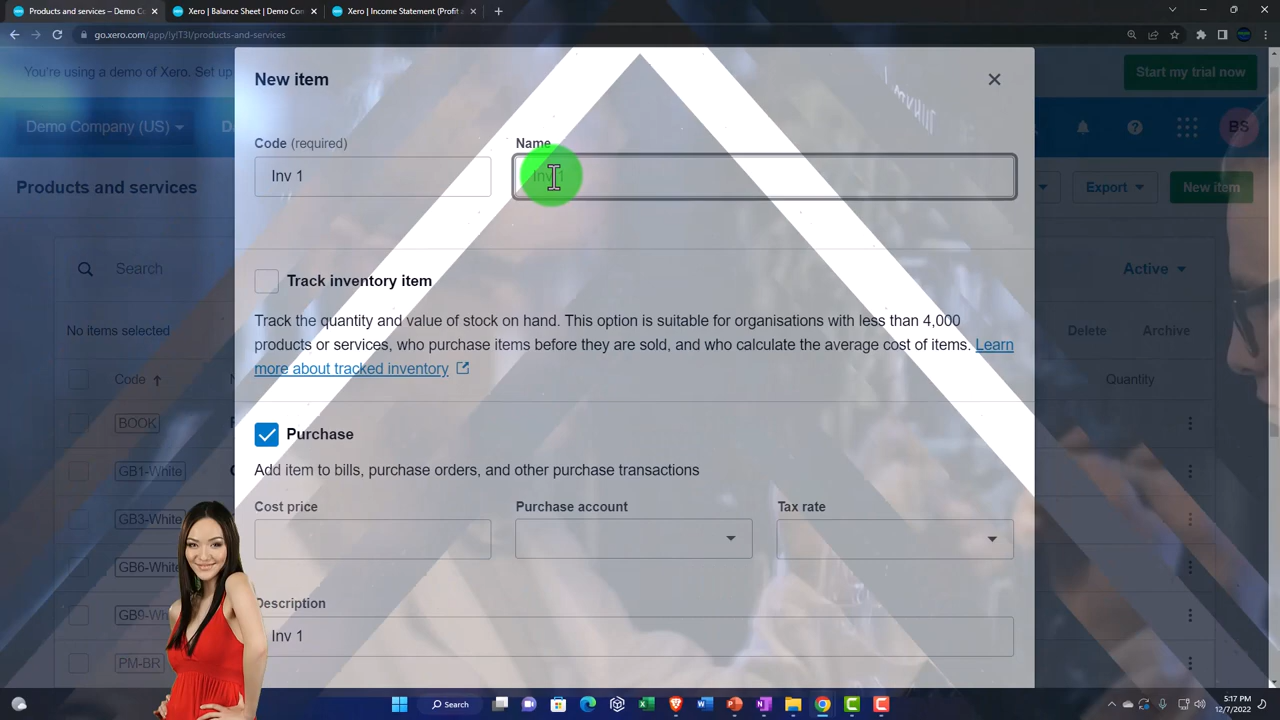 Products and services – De
Xero | Balance Sheet | Demo Com
Xero | Income Statement (Profit a
go.xero.com/app/!y!T3I/products-and-services
You're using a demo of Xero. Set up
Start my trial now
Demo Company (US)
BS
Products and services
Export
New item
New item
Code (required)
Name
Inv 1
Inv 1
Search
Active
Track inventory item
Track the quantity and value of stock on hand. This option is suitable for organisations with less than 4,000
products or services, who purchase items before they are sold, and who calculate the average cost of items. Learn
more about tracked inventory
No items selected
Delete
Archive
Code
Quantity
BOOK
GB1-White
GB3-White
GB6-White
GB9-Wh
PM-BR
Purchase
Add item to bills, purchase orders, and other purchase transactions
Cost price
Purchase account
Tax rate
Description
Inv 1
Search
5:17 PM
12/7/2022